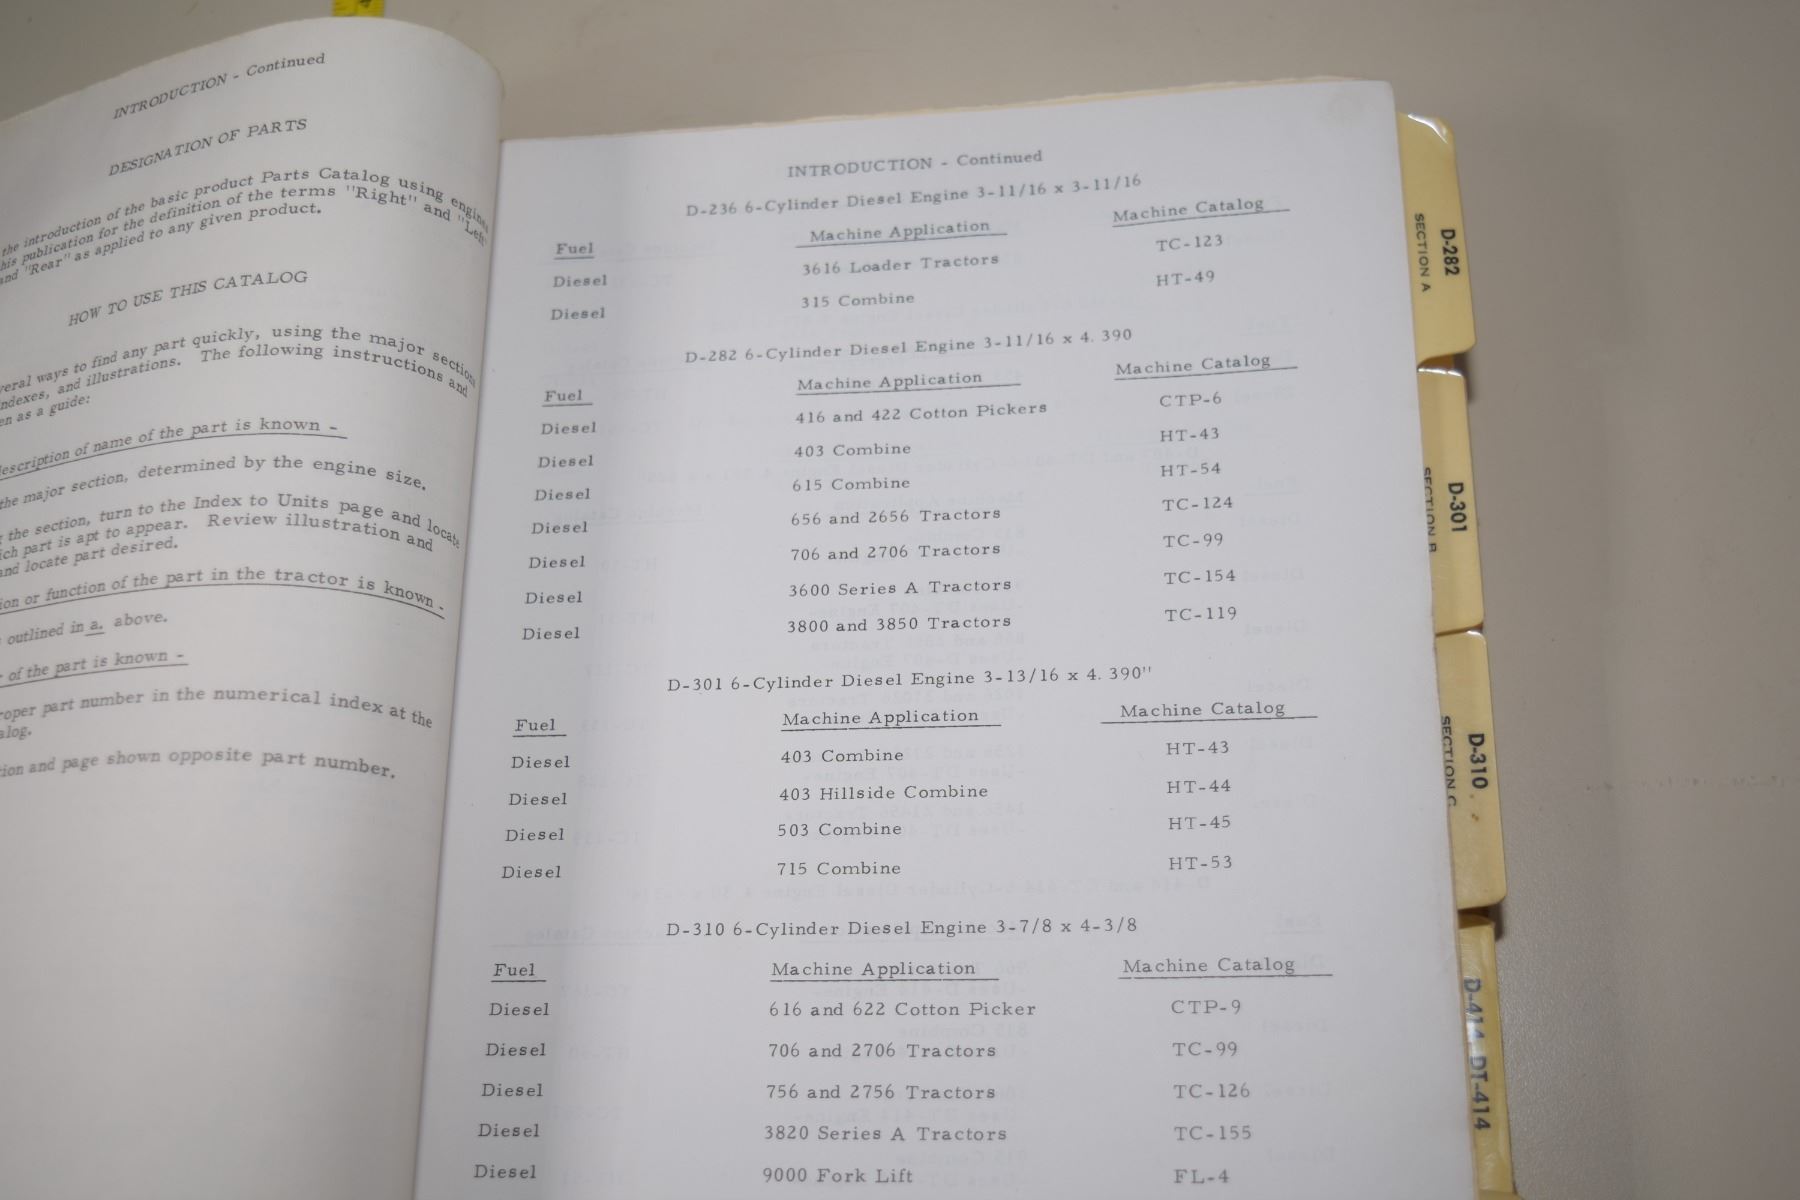 INTRODUCTION - Continued
DESIGNATION OF PARTS
the introduction of the basic product Parts Catalog using engines
this publication for the definition of the terms "Right" and "Left"
and "Rear" as applied to any given product.
HOW TO USE THIS CATALOG
ways to find any part quickly, using the major sections
and illustrations. The following instructions and
as a guide:
of name of the part is known -
the major section, determined by the engine size.
the section, turn to the Index to Units page and locate
part is apt to appear. Review illustration and
and locate part desired.
or function of the part in the tractor is known -
outlined in a. above.
of the part is known -
part number in the numerical index at the
and page shown opposite part number.
INTRODUCTION - Continued
D-236 6-Cylinder Diesel Engine 3-11/16 x 3-11/16
Fuel Machine Application Machine Catalog
Diesel 3616 Loader Tractors TC-123
Diesel 315 Combine HT-49
D-282 6-Cylinder Diesel Engine 3-11/16 x 4.390
Fuel Machine Application Machine Catalog
Diesel 416 and 422 Cotton Pickers CTP-6
Diesel 403 Combine HT-43
Diesel 615 Combine HT-54
Diesel 656 and 2656 Tractors TC-124
Diesel 706 and 2706 Tractors TC-99
Diesel 3600 Series A Tractors TC-154
Diesel 3800 and 3850 Tractors TC-119
D-301 6-Cylinder Diesel Engine 3-13/16 x 4.390"
Fuel Machine Application Machine Catalog
Diesel 403 Combine HT-43
Diesel 403 Hillside Combine HT-44
Diesel 503 Combine HT-45
Diesel 715 Combine HT-53
D-310 6-Cylinder Diesel Engine 3-7/8 x 4-3/8
Fuel Machine Application Machine Catalog
Diesel 616 and 622 Cotton Picker CTP-9
Diesel 706 and 2706 Tractors TC-99
Diesel 756 and 2756 Tractors TC-126
Diesel 3820 Series A Tractors TC-155
Diesel 9000 Fork Lift FL-4
D-282
SECTION A
D-301
SECTION B
D-310
SECTION C
D-414 DT-414